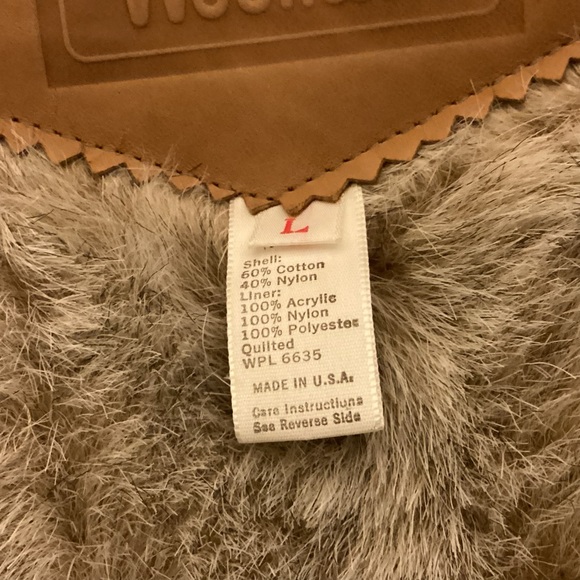 L
Shell:
60% Cotton
40% Nylon
Liner:
100% Acrylic
100% Nylon
100% Polyester
Quilted
WPL 6635
MADE IN U.S.A.
Care Instructions
See Reverse Side